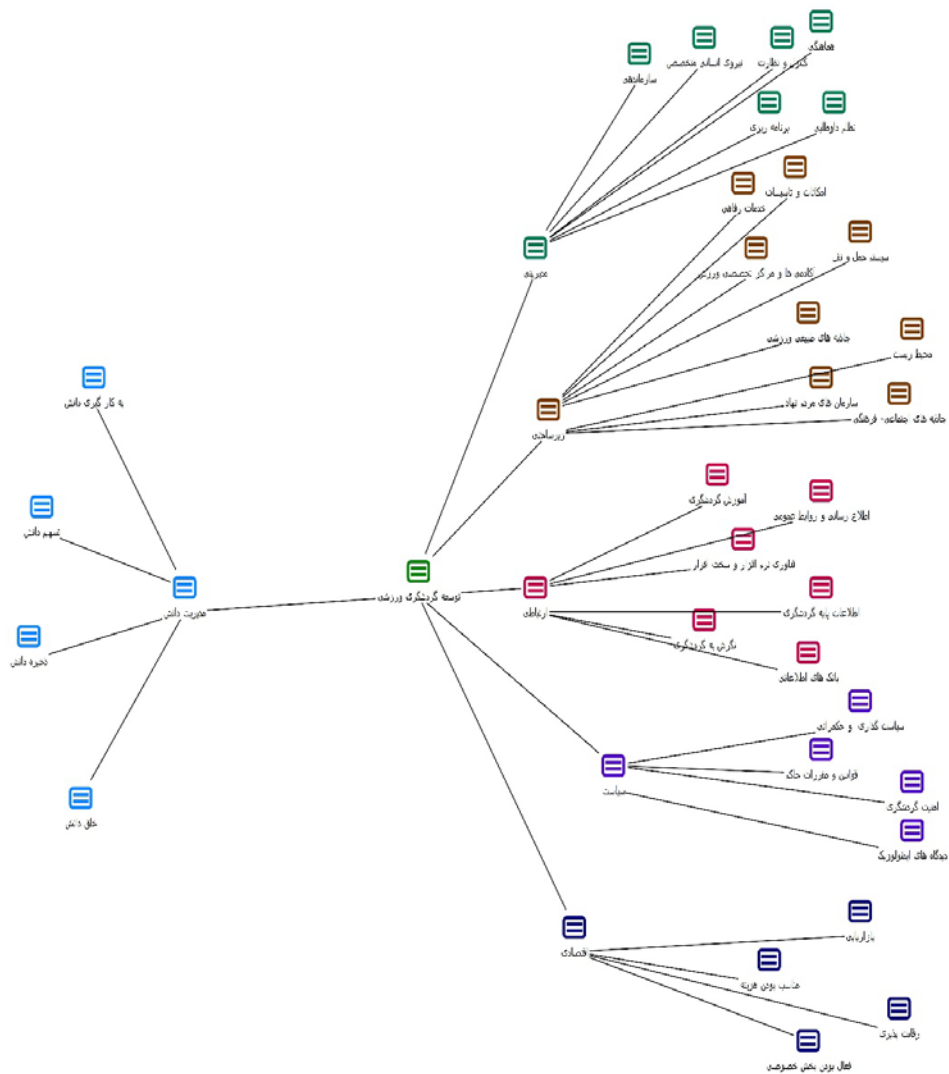 هماهنگی
کنترل و نظارت
نیروی انسانی متخصص
سازماندهی
نظام داوطلبی
برنامه ریزی
امکانات و تاسیسات
خدمات رفاهی
سیستم حمل و نقل
آکادمی ها و مراکز تخصصی ورزش
مدیریتی
جاذبه های طبیعی ورزشی
محیط زیست
سازمان های مردم نهاد
جاذبه های اجتماعی- فرهنگی
زیرساختی
به کار گیری دانش
تسهیم دانش
ذخیره دانش
خلق دانش
مدیریت دانش
توسعه گردشگری ورزشی
آموزش گردشگری
اطلاع رسانی و روابط عمومی
فناوری نرم افزار و سخت افزار
ارتباطی
اطلاعات پایه گردشگری
نگرش به گردشگری
بانک های اطلاعاتی
سیاست گذاری و حکمرانی
قوانین و مقررات حاکم
سیاست
امنیت گردشگری
دیدگاه های ایدئولوژیک
بازاریابی
اقتصادی
مناسب بودن هزینه
رقابت پذیری
فعال بودن بخش خصوصی